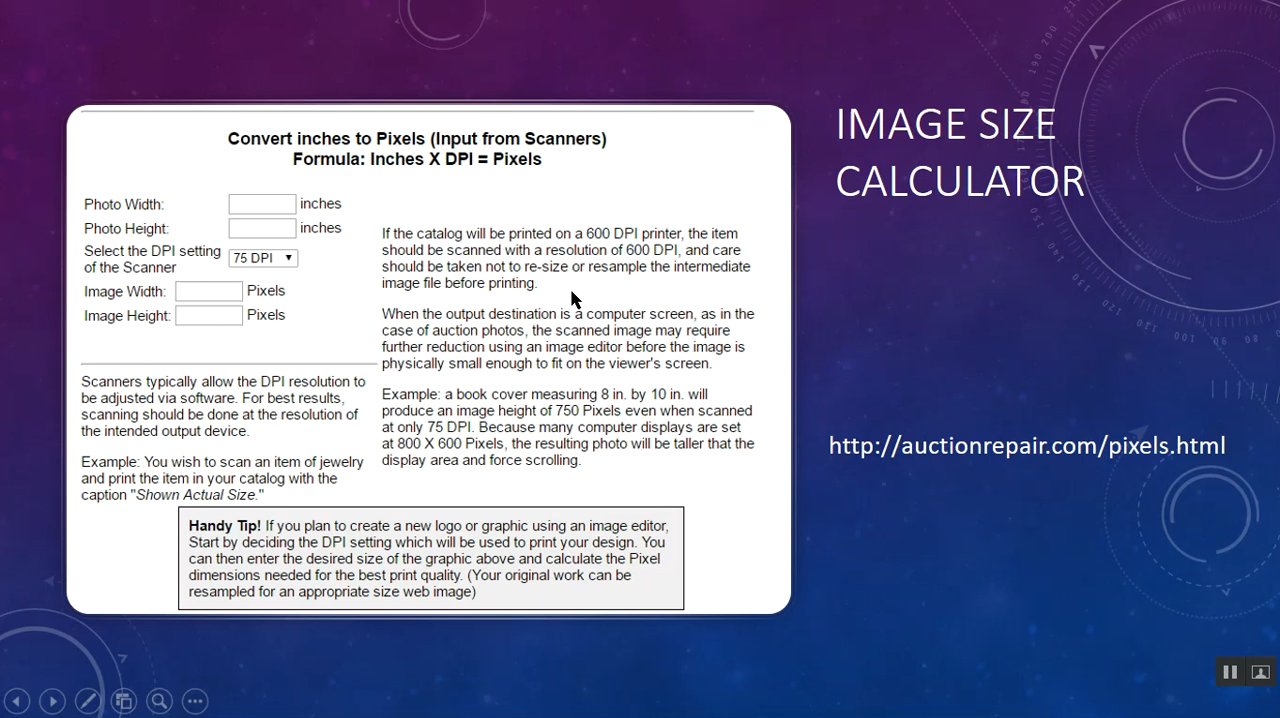 Convert inches to Pixels (Input from Scanners)
Formula: Inches X DPI = Pixels
Photo Width: inches
Photo Height: inches
Select the DPI setting
of the Scanner
75 DPI
Image Width: Pixels
Image Height: Pixels
Scanners typically allow the DPI resolution to
be adjusted via software. For best results,
scanning should be done at the resolution of
the intended output device.
Example: You wish to scan an item of jewelry
and print the item in your catalog with the
caption "Shown Actual Size."
If the catalog will be printed on a 600 DPI printer, the item
should be scanned with a resolution of 600 DPI, and care
should be taken not to re-size or resample the intermediate
image file before printing.
When the output destination is a computer screen, as in the
case of auction photos, the scanned image may require
further reduction using an image editor before the image is
physically small enough to fit on the viewer's screen.
Example: a book cover measuring 8 in. by 10 in. will
produce an image height of 750 Pixels even when scanned
at only 75 DPI. Because many computer displays are set
at 800 X 600 Pixels, the resulting photo will be taller that the
display area and force scrolling.
Handy Tip! If you plan to create a new logo or graphic using an image editor,
Start by deciding the DPI setting which will be used to print your design. You
can then enter the desired size of the graphic above and calculate the Pixel
dimensions needed for the best print quality. (Your original work can be
resampled for an appropriate size web image)
IMAGE SIZE
CALCULATOR
http://auctionrepair.com/pixels.html